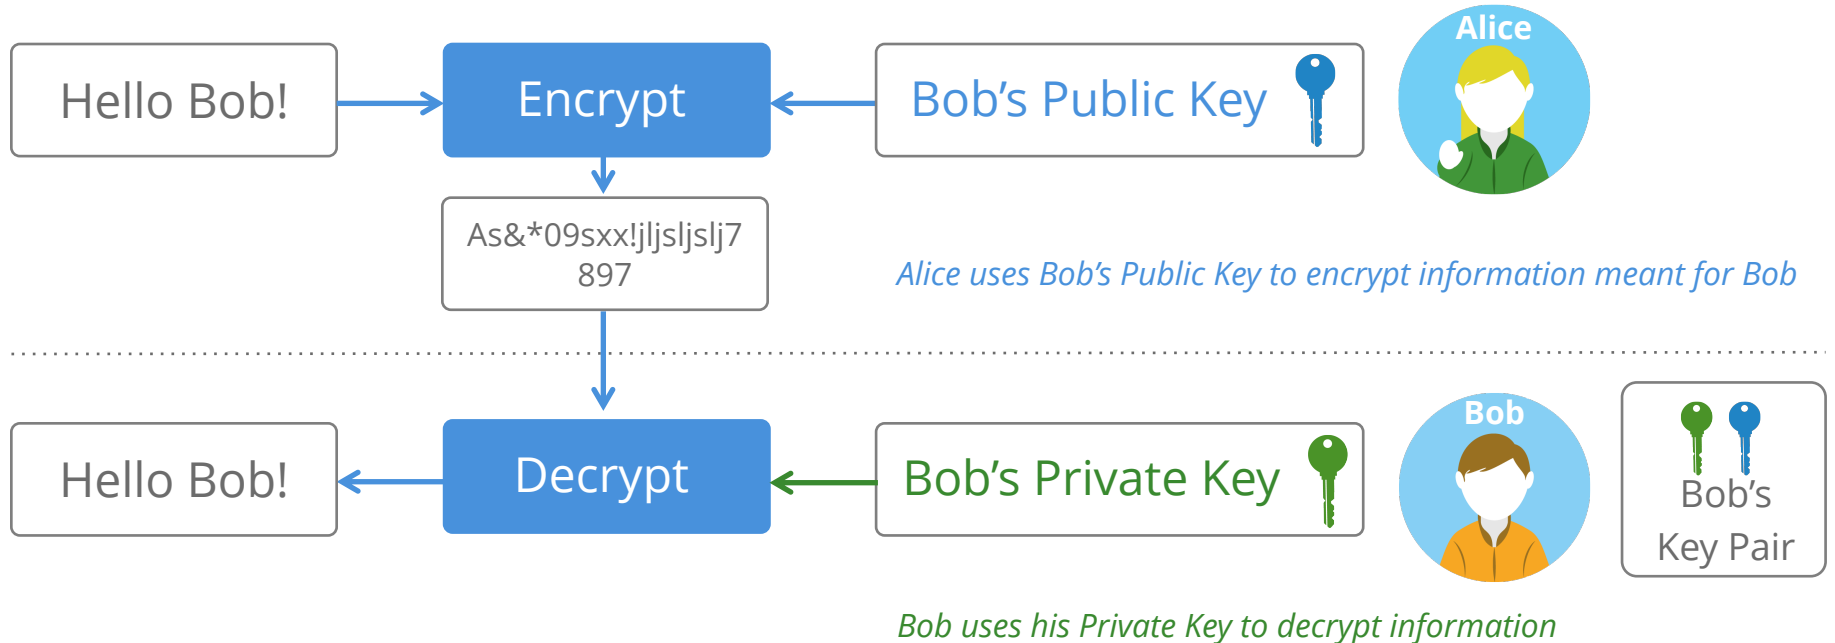 Alice
Hello Bob!
Encrypt
Bob’s Public Key
As&*09sxx!jljsljslj7
897
Alice uses Bob’s Public Key to encrypt information meant for Bob
Bob
Hello Bob!
Decrypt
Bob’s Private Key
Bob’s
Key Pair
Bob uses his Private Key to decrypt information